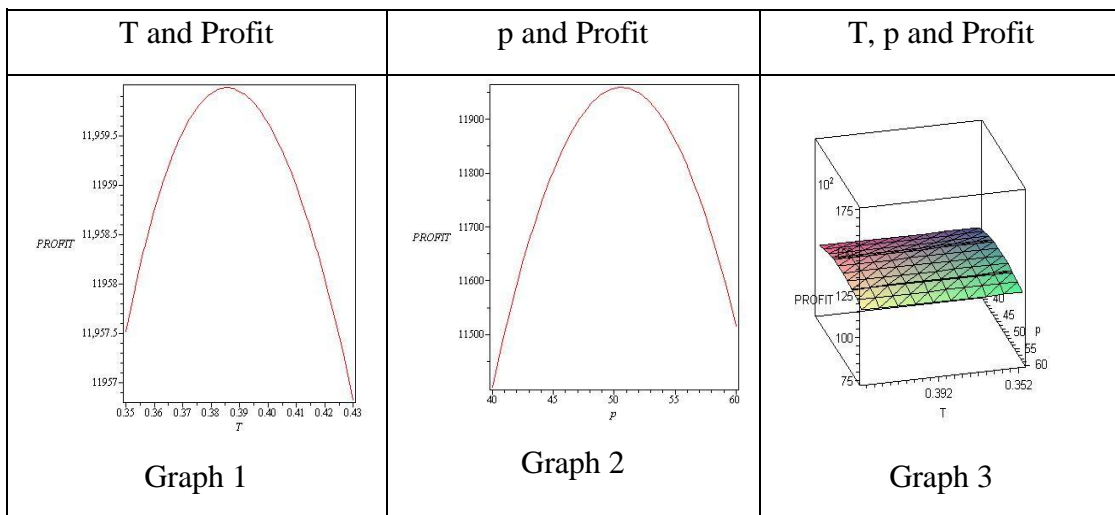 T and Profit
p and Profit
T, p and Profit
11,959.5
11959
11,958.5
PROFIT
11958
11,957.5
11957
0.35 0.36 0.37 0.38 0.39 0.40 0.41 0.42 0.43
T
Graph 1
11900
11800
11700
PROFIT
11600
11500
40 45 50 55 60
p
Graph 2
10²
175
PROFIT 125
100
75
40
45
50 p
55
60
0.392 0.352
T
Graph 3